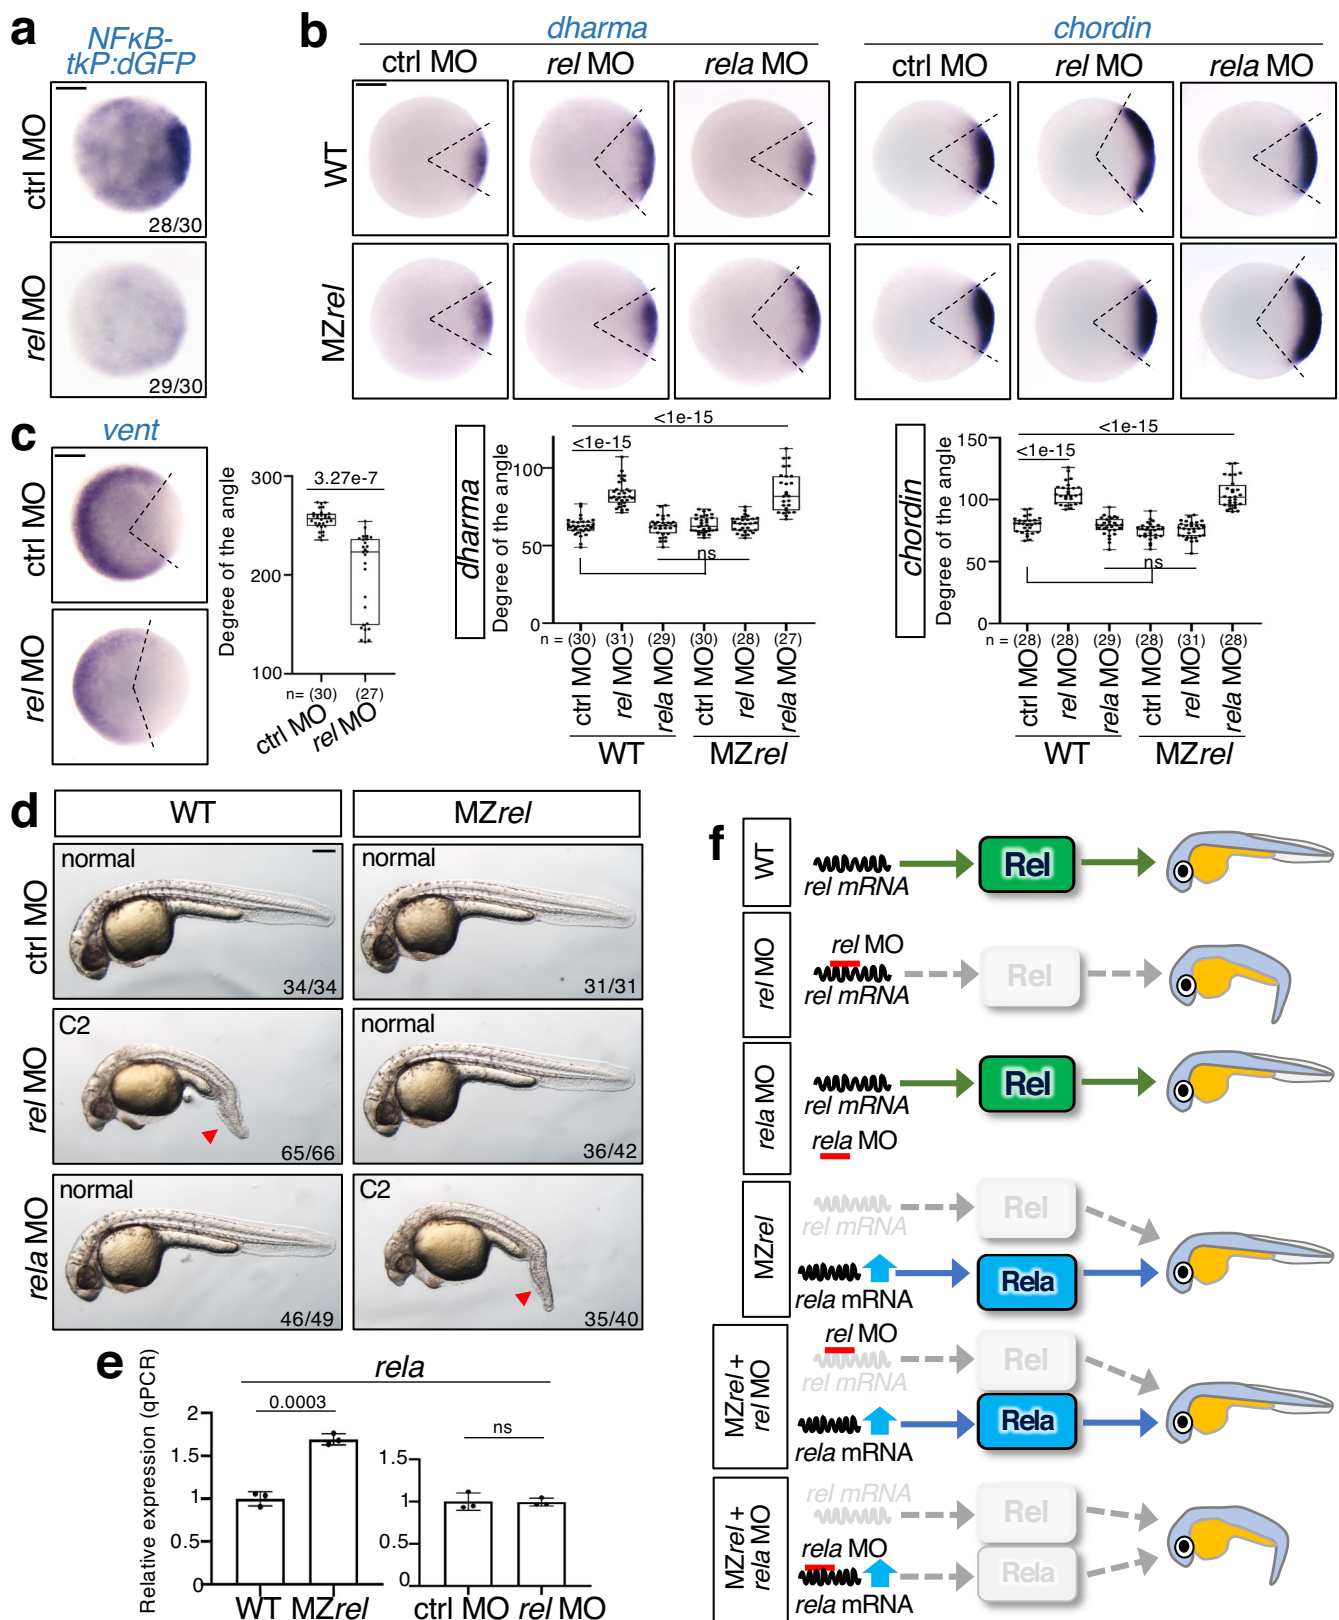 a
NFκB-
tkP:dGFP
ctrl MO
28/30
rel MO
29/30
b
dharma
chordin
ctrl MO
rel MO
rela MO
ctrl MO
rel MO
rela MO
WT
MZrel
c
vent
ctrl MO
rel MO
Degree of the angle
300
200
100
3.27e-7
n= (30)
(27)
ctrl MO
rel MO
dharma
Degree of the angle
100
50
0
<1e-15
<1e-15
ns
n = (30)
(31)
(29)
(30)
(28)
(27)
ctrl MO
rel MO
rela MO
ctrl MO
rel MO
rela MO
WT
MZrel
chordin
Degree of the angle
150
100
50
0
<1e-15
<1e-15
ns
n = (28)
(28)
(29)
(28)
(31)
(28)
ctrl MO
rel MO
rela MO
ctrl MO
rel MO
rela MO
WT
MZrel
d
WT
MZrel
ctrl MO
normal
34/34
normal
31/31
rel MO
C2
65/66
normal
36/42
rela MO
normal
46/49
C2
35/40
e
rela
Relative expression (qPCR)
2
1.5
1
0.5
0
0.0003
WT
MZrel
1.5
1
0.5
0
ns
ctrl MO
rel MO
f
WT
rel mRNA
Rel
rel MO
rel MO
rel mRNA
Rel
rela MO
rel mRNA
Rel
rela MO
MZrel
rel mRNA
Rel
rela mRNA
Rela
MZrel +
rel MO
rel MO
rel mRNA
Rel
rela mRNA
Rela
MZrel +
rela MO
rel mRNA
Rel
rela MO
rela mRNA
Rela